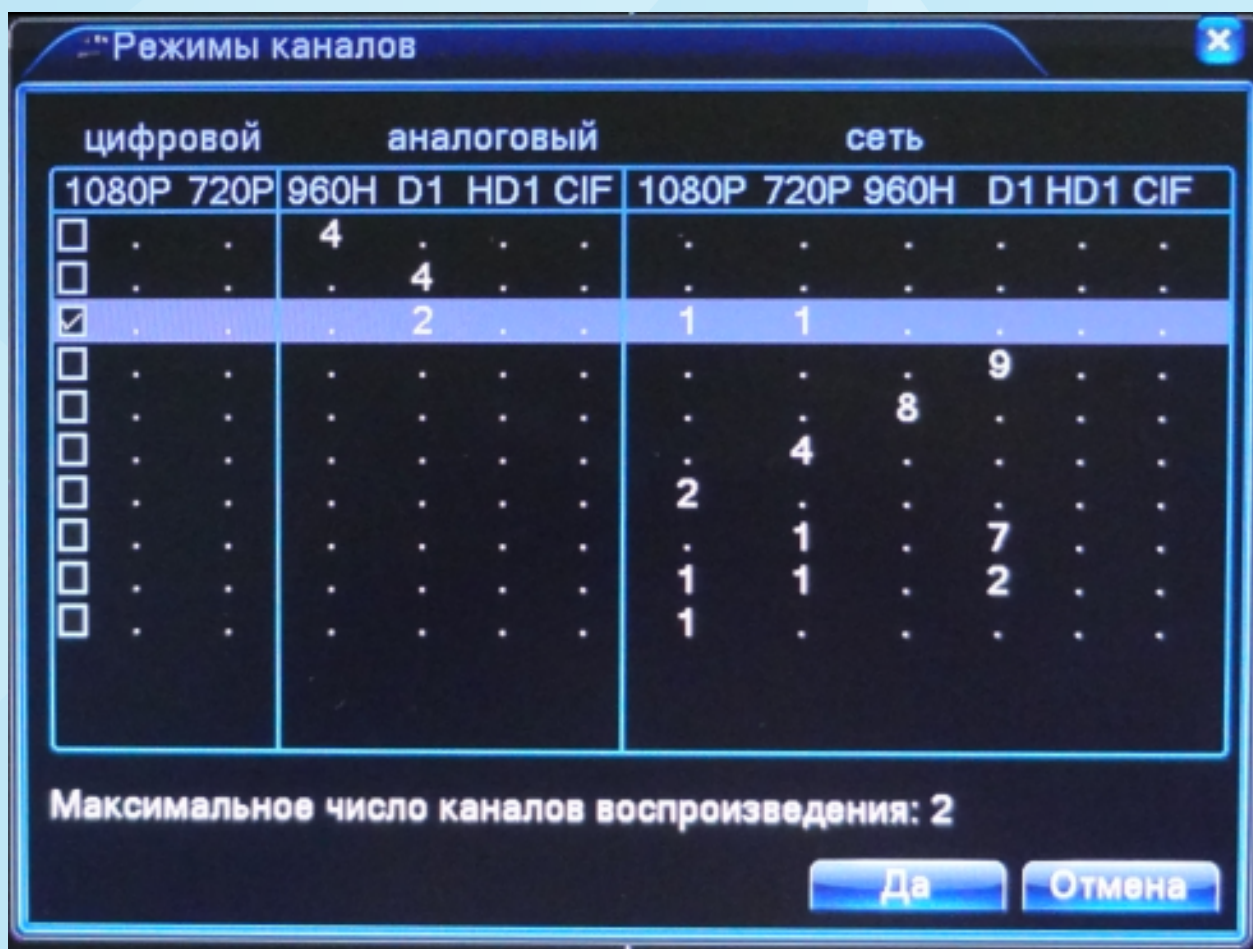 Режимы каналов
цифровой аналоговый сеть
1080P 720P 960H D1 HD1 CIF 1080P 720P 960H D1 HD1 CIF
. . 4 . . . . . . . . .
. . . 4 . . . . . . . .
. . . 2 . . 1 1 . . . .
. . . . . . . . . 9 . .
. . . . . . . . 8 . . .
. . . . . . . 4 . . . .
. . . . . . 2 . . . . .
. . . . . . . 1 . 7 . .
. . . . . . 1 1 . 2 . .
. . . . . . 1 . . . . .
Максимальное число каналов воспроизведения: 2
Да Отмена